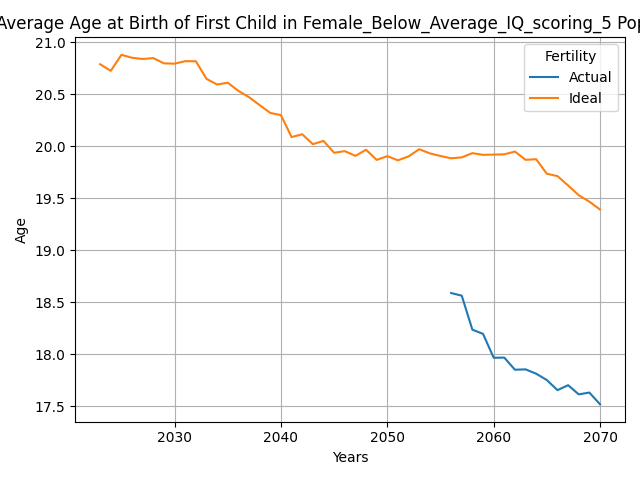 Average Age at Birth of First Child in Female_Below_Average_IQ_scoring_5 Pop
21.0
20.5
20.0
19.5
19.0
18.5
18.0
17.5
Age
Fertility
Actual
Ideal
2030 2040 2050 2060 2070
Years